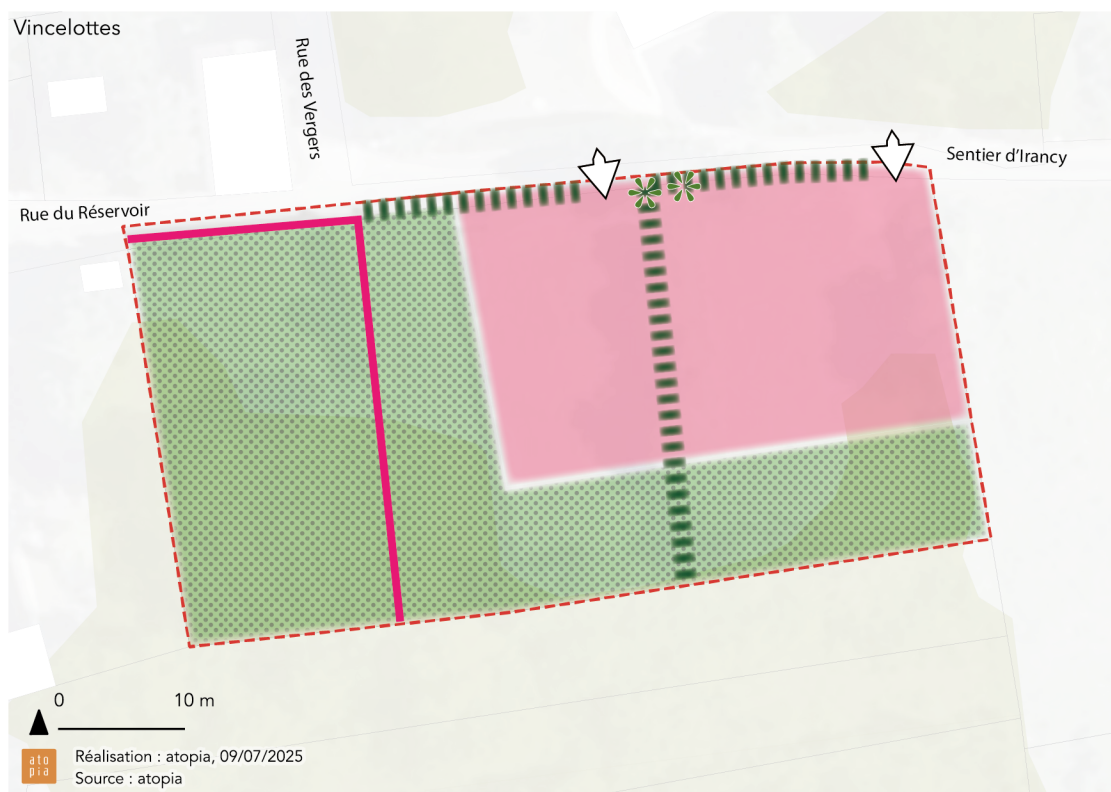 Vincelottes
Rue des Vergers
Sentier d'Irancy
Rue du Réservoir
0 10 m
ato
pia
Réalisation : atopia, 09/07/2025
Source : atopia